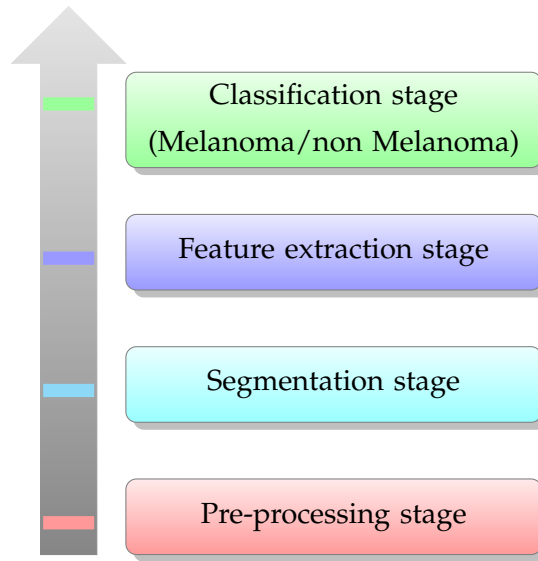 Classification stage
(Melanoma/non Melanoma)
Feature extraction stage
Segmentation stage
Pre-processing stage